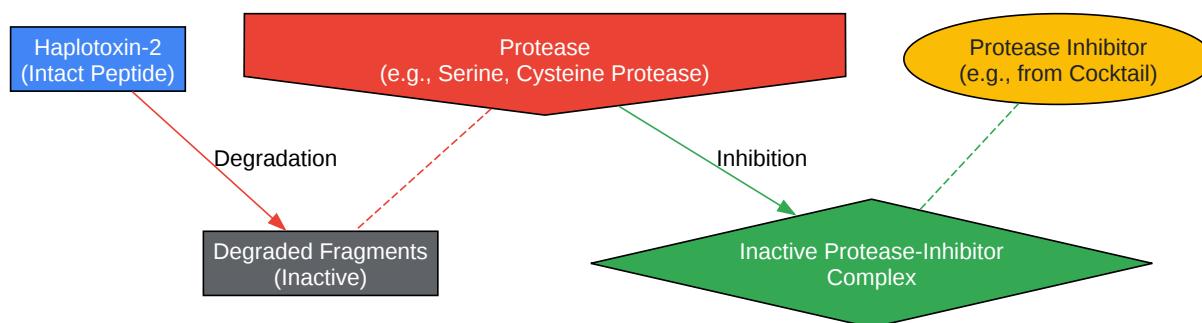 Haplotoxin-2
(Intact Peptide)
Protease
(e.g., Serine, Cysteine Protease)
Protease Inhibitor
(e.g., from Cocktail)
Degradation
Inhibition
Degraded Fragments
(Inactive)
Inactive Protease-Inhibitor
Complex